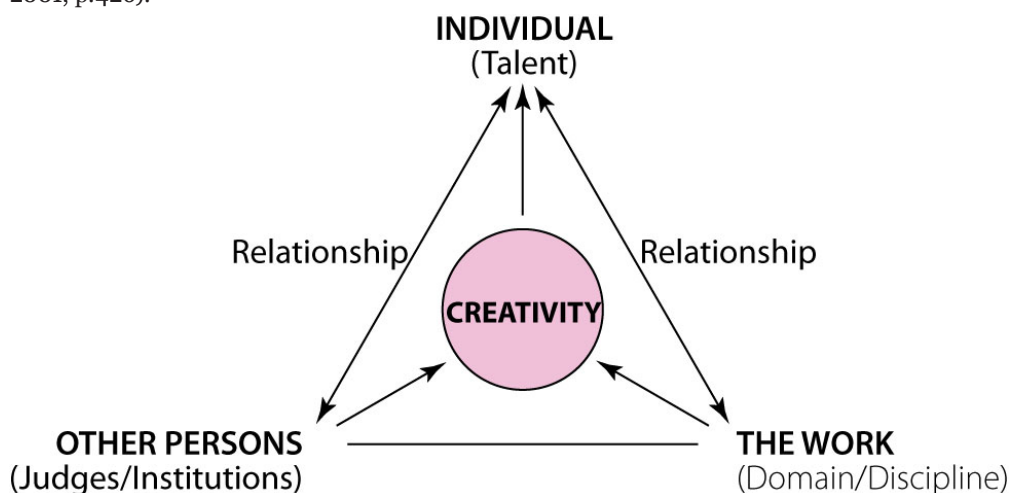 INDIVIDUAL
(Talent)
Relationship
Relationship
CREATIVITY
OTHER PERSONS
(Judges/Institutions)
THE WORK
(Domain/Discipline)